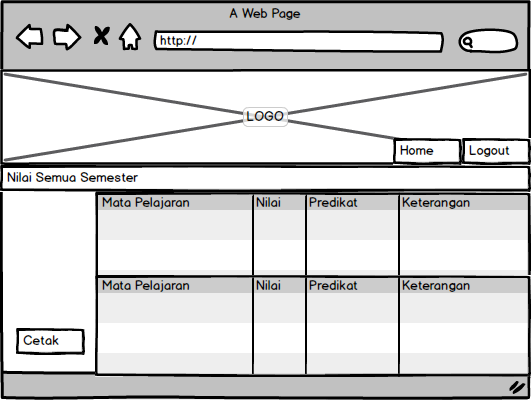 A Web Page
http://
LOGO
Home Logout
Nilai Semua Semester
Mata Pelajaran Nilai Predikat Keterangan
Mata Pelajaran Nilai Predikat Keterangan
Cetak